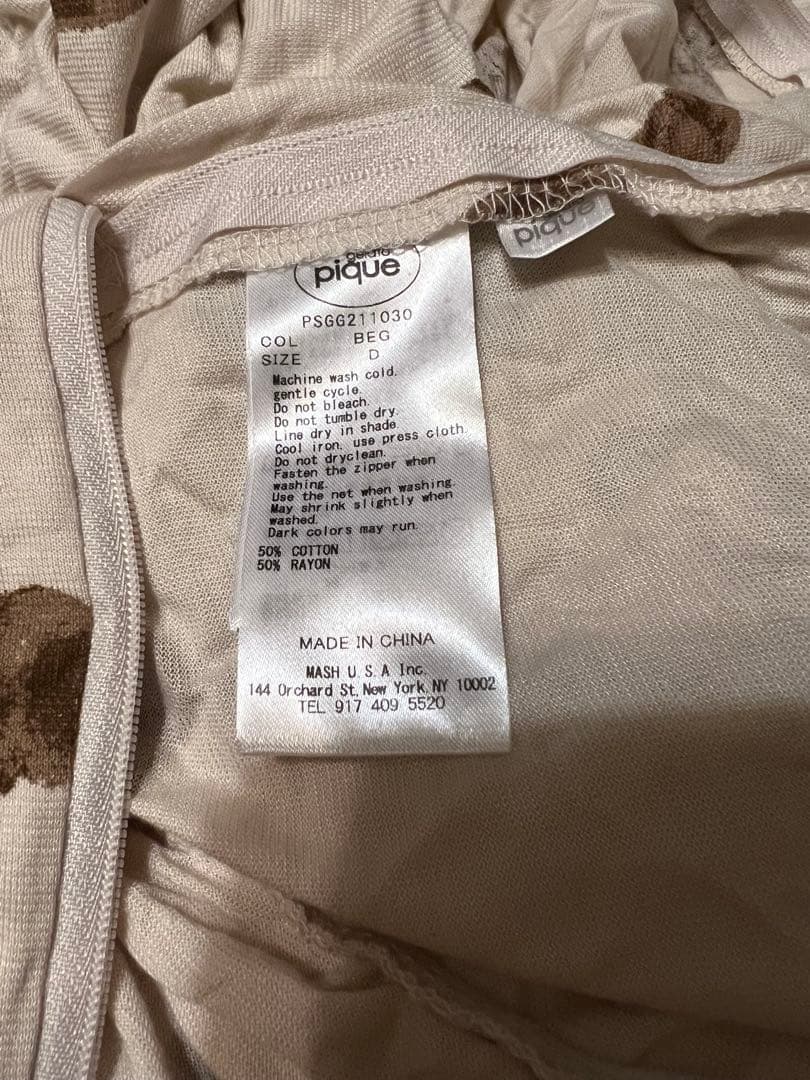 pique
gelato
pique
PSGG211030
COL BEG
SIZE D
Machine wash cold.
gentle cycle.
Do not bleach.
Do not tumble dry.
Line dry in shade.
Cool iron, use press cloth.
Do not dryclean.
Fasten the zipper when
washing.
Use the net when washing.
May shrink slightly when
washed.
Dark colors may run.
50% COTTON
50% RAYON
MADE IN CHINA
MASH U.S.A Inc.
144 Orchard St, New York, NY 10002
TEL 917 409 5520